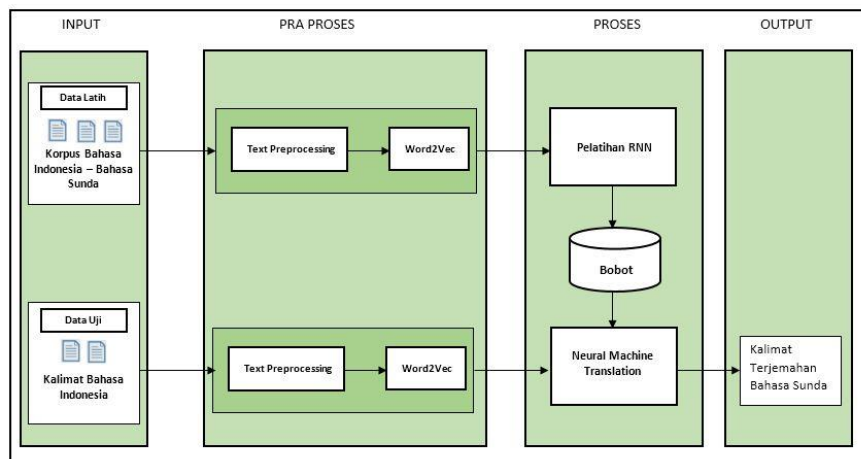 INPUT
PRA PROSES
PROSES
OUTPUT
Data Latih
Korpus Bahasa
Indonesia – Bahasa
Sunda
Text Preprocessing
Word2Vec
Pelatihan RNN
Bobot
Data Uji
Kalimat Bahasa
Indonesia
Text Preprocessing
Word2Vec
Neural Machine
Translation
Kalimat
Terjemahan
Bahasa Sunda